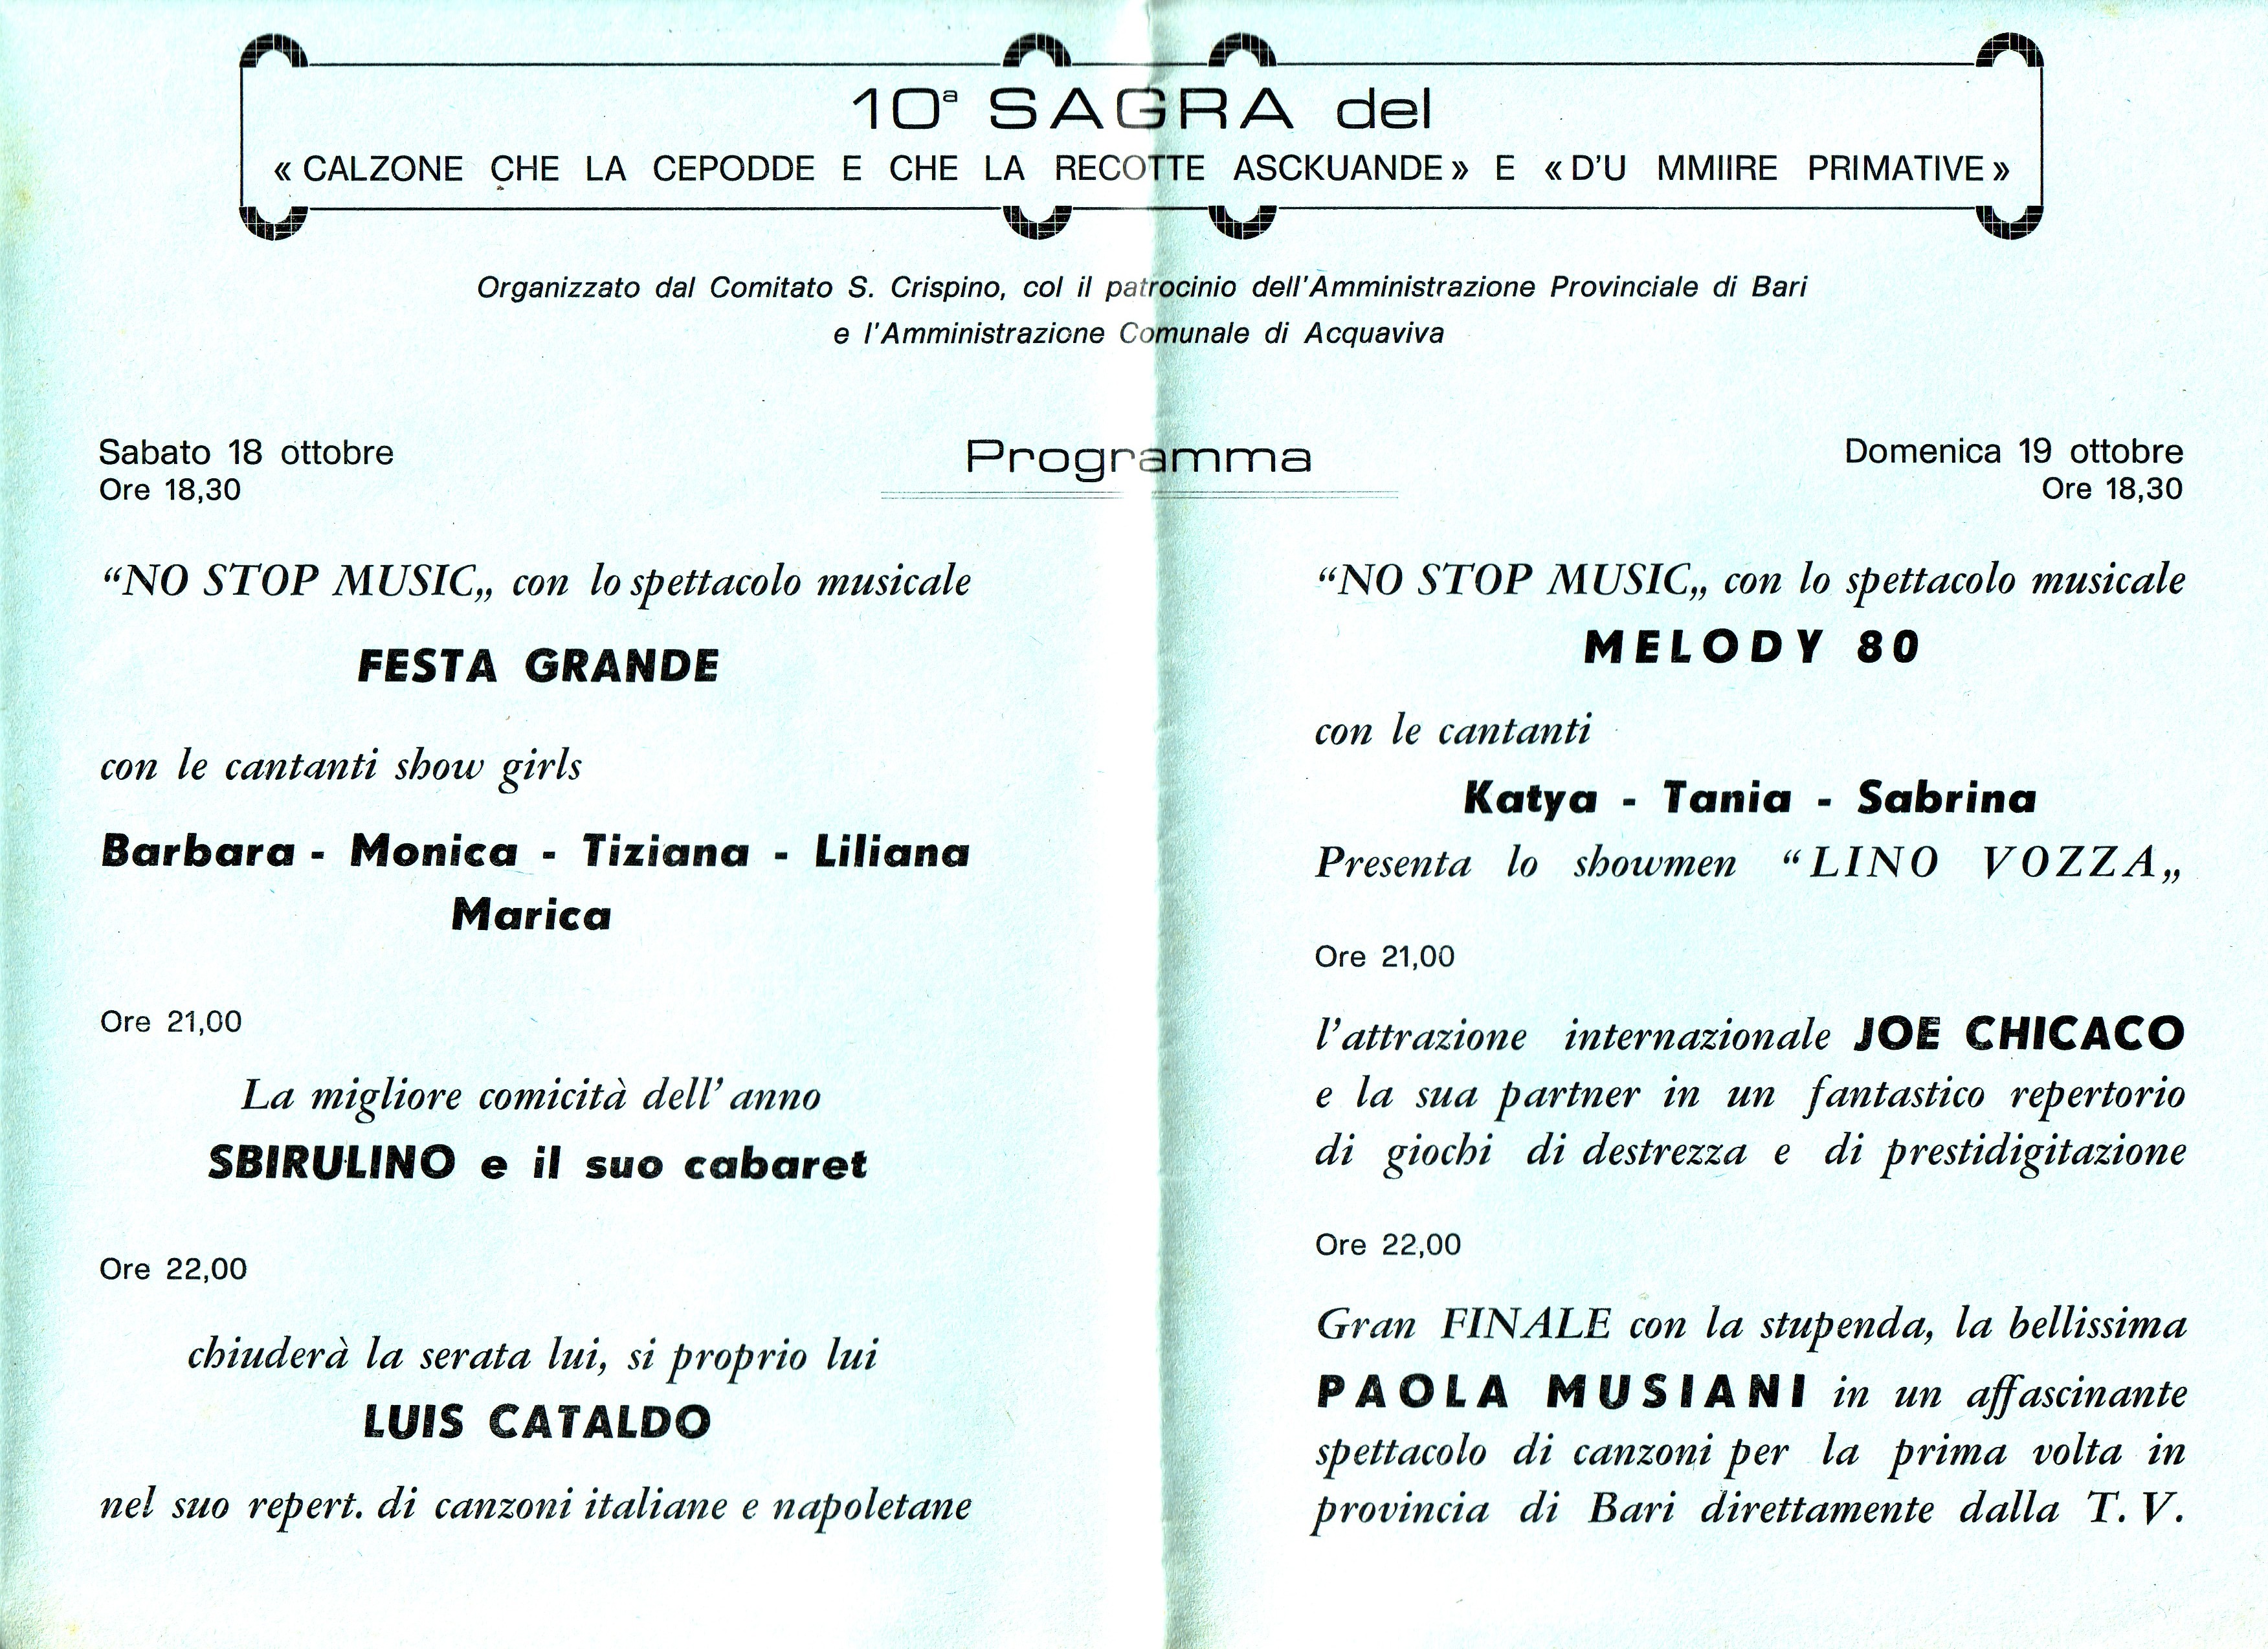 10ª SAGRA del
« CALZONE CHE LA CEPODDE E CHE LA RECOTTE ASCKUANDE » E « D'U MMIIRE PRIMATIVE »
Organizzato dal Comitato S. Crispino, col il patrocinio dell'Amministrazione Provinciale di Bari
e l'Amministrazione Comunale di Acquaviva
Programma
Sabato 18 ottobre
Ore 18,30
“NO STOP MUSIC„ con lo spettacolo musicale
FESTA GRANDE
con le cantanti show girls
Barbara - Monica - Tiziana - Liliana
Marica
Ore 21,00
La migliore comicità dell' anno
SBIRULINO e il suo cabaret
Ore 22,00
chiuderà la serata lui, si proprio lui
LUIS CATALDO
nel suo repert. di canzoni italiane e napoletane
Domenica 19 ottobre
Ore 18,30
“NO STOP MUSIC„ con lo spettacolo musicale
MELODY 80
con le cantanti
Katya - Tania - Sabrina
Presenta lo showmen “LINO VOZZA„
Ore 21,00
l'attrazione internazionale JOE CHICACO
e la sua partner in un fantastico repertorio
di giochi di destrezza e di prestidigitazione
Ore 22,00
Gran FINALE con la stupenda, la bellissima
PAOLA MUSIANI in un affascinante
spettacolo di canzoni per la prima volta in
provincia di Bari direttamente dalla T. V.